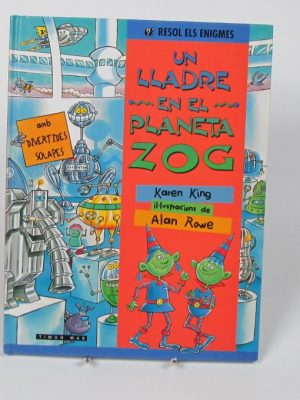 ? RESOL ELS ENIGMES
UN
LLADRE
EN EL
PLANETA
ZOG
amb
DIVERTIDES
SOLAPES
Karen King
il·lustracions de
Alan Rowe
TIMUN MAS